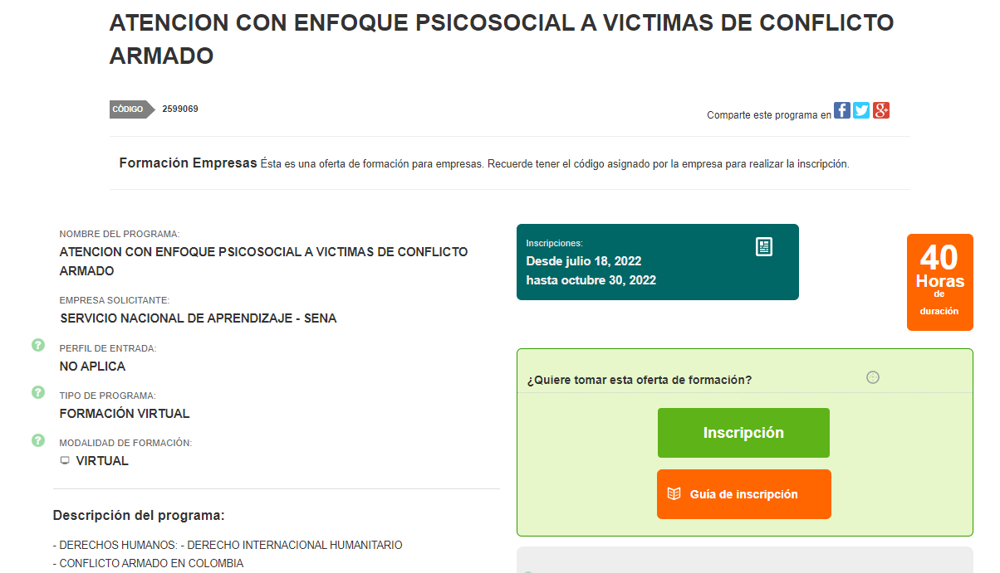 ATENCION CON ENFOQUE PSICOSOCIAL A VICTIMAS DE CONFLICTO
ARMADO
CÓDIGO 2599069
Comparte este programa en
Formación Empresas Ésta es una oferta de formación para empresas. Recuerde tener el código asignado por la empresa para realizar la inscripción.
NOMBRE DEL PROGRAMA:
ATENCION CON ENFOQUE PSICOSOCIAL A VICTIMAS DE CONFLICTO
ARMADO
EMPRESA SOLICITANTE:
SERVICIO NACIONAL DE APRENDIZAJE - SENA
PERFIL DE ENTRADA:
NO APLICA
TIPO DE PROGRAMA:
FORMACIÓN VIRTUAL
MODALIDAD DE FORMACIÓN:
VIRTUAL
Descripción del programa:
- DERECHOS HUMANOS: - DERECHO INTERNACIONAL HUMANITARIO
- CONFLICTO ARMADO EN COLOMBIA
Inscripciones:
Desde julio 18, 2022
hasta octubre 30, 2022
40
Horas
de
duración
¿Quiere tomar esta oferta de formación?
Inscripción
Guía de inscripción